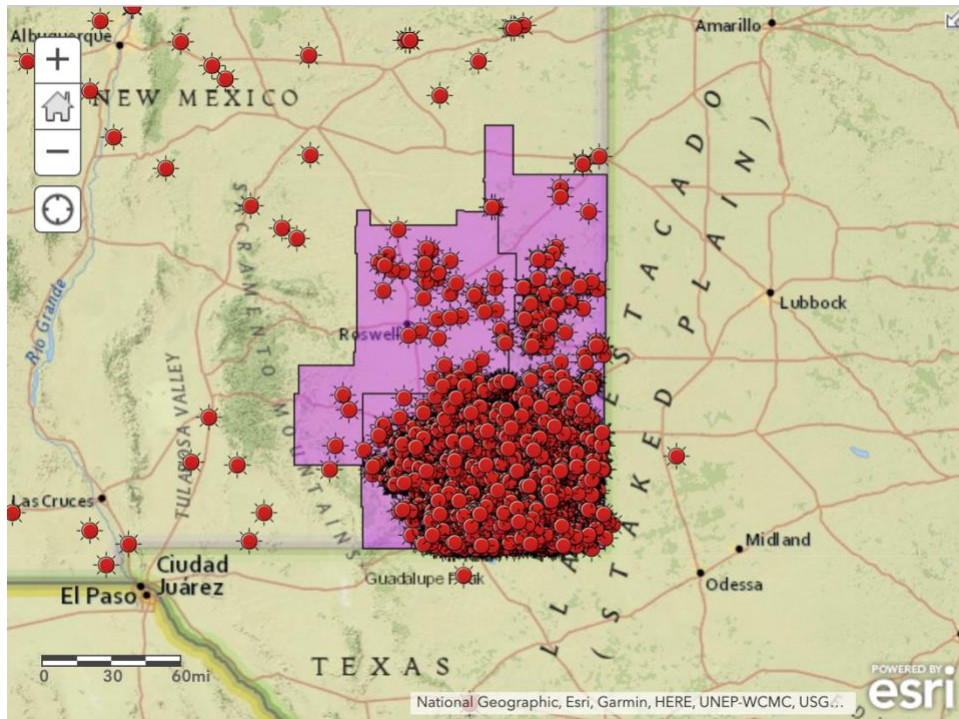 Amarillo
Albuquerque
+
NEW MEXICO
−
SACRAMENTO
MOUNTAINS
Rio Grande
Roswell
Lubbock
TULAROSA VALLEY
LLANO ESTACADO
(STAKED PLAIN)
Las Cruces
Midland
Odessa
Ciudad
Juárez
El Paso
Guadalupe Peak
0 30 60mi
TEXAS
National Geographic, Esri, Garmin, HERE, UNEP-WCMC, USG...
POWERED BY
esri